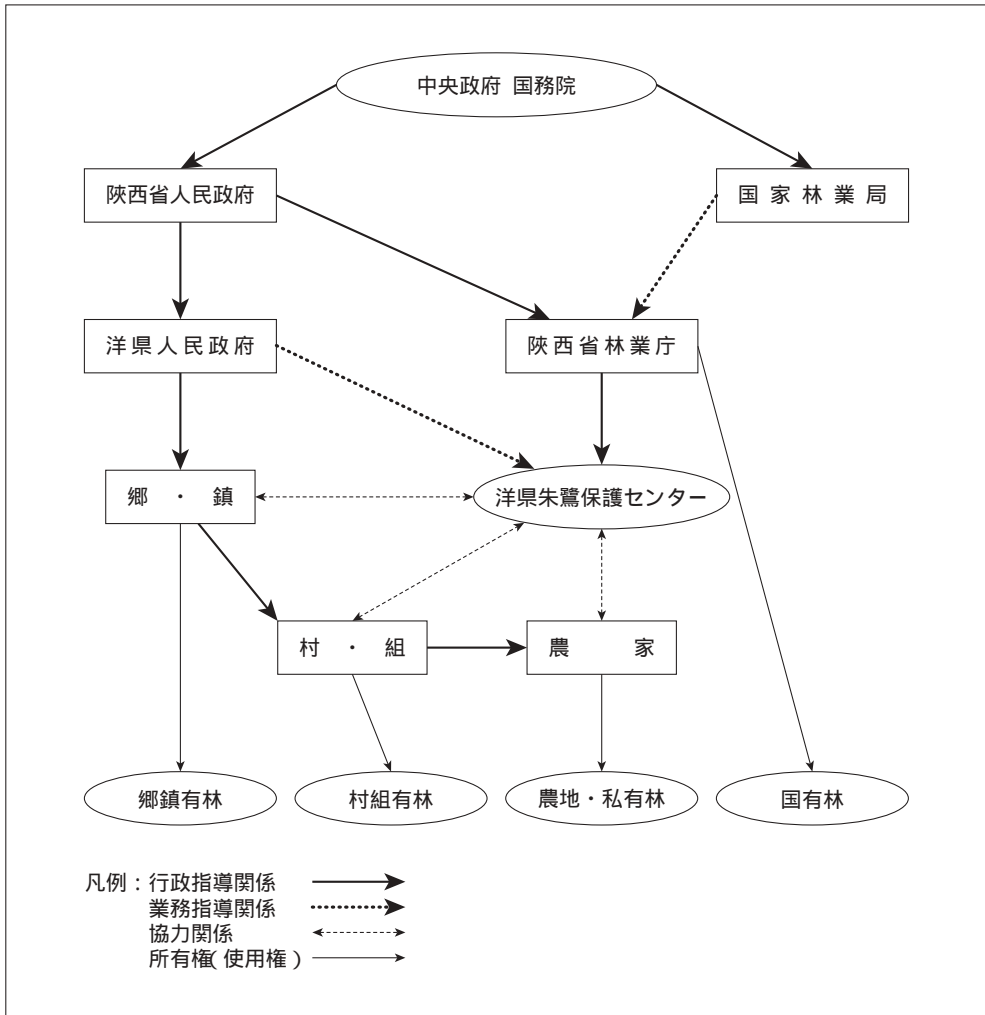 中央政府 国務院
陝西省人民政府
国家林業局
洋県人民政府
陝西省林業庁
郷・鎮
洋県朱鷺保護センター
村・組
農家
郷鎮有林
村組有林
農地・私有林
国有林
凡例：行政指導関係
業務指導関係
協力関係
所有権(使用権)